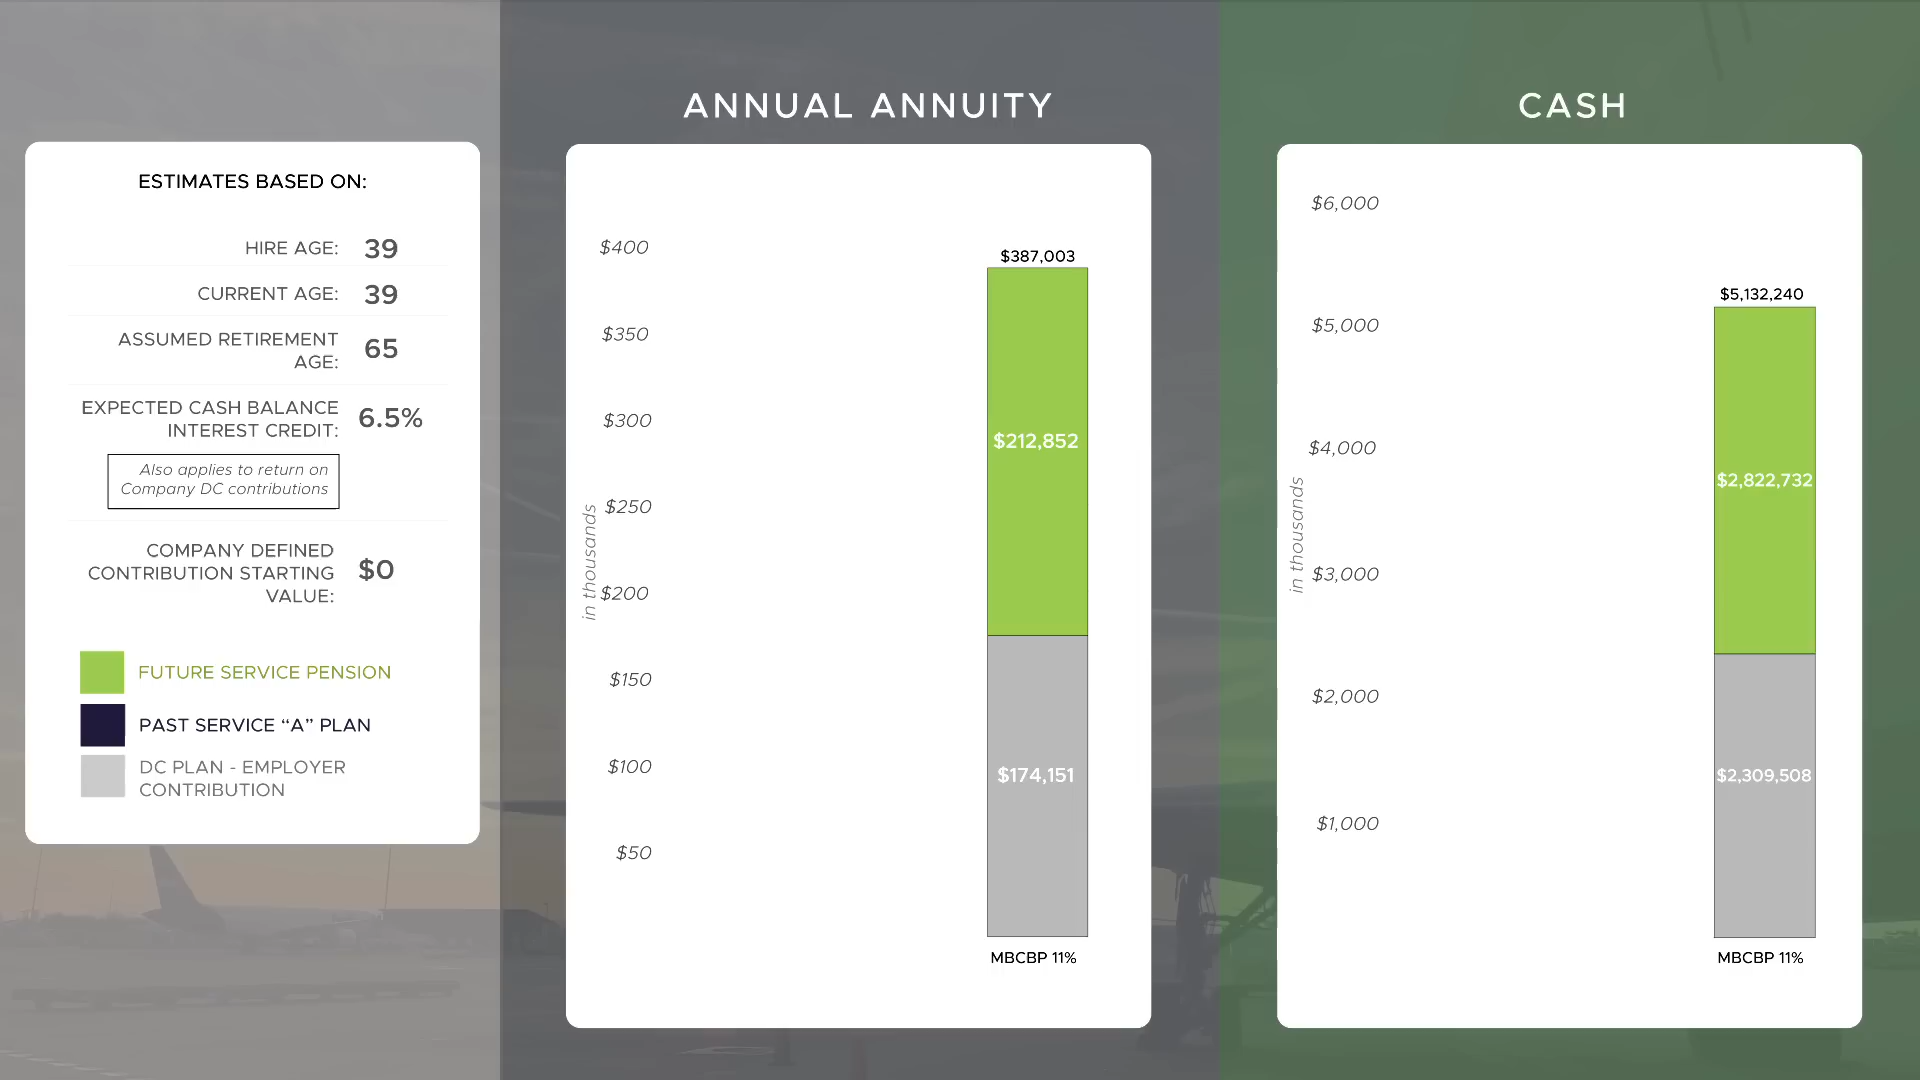 ESTIMATES BASED ON:
HIRE AGE: 39
CURRENT AGE: 39
ASSUMED RETIREMENT
AGE: 65
EXPECTED CASH BALANCE
INTEREST CREDIT: 6.5%
Also applies to return on
Company DC contributions
COMPANY DEFINED
CONTRIBUTION STARTING
VALUE: $0
FUTURE SERVICE PENSION
PAST SERVICE “A” PLAN
DC PLAN - EMPLOYER
CONTRIBUTION
ANNUAL ANNUITY
in thousands
$400
$350
$300
$250
$200
$150
$100
$50
$387,003
$212,852
$174,151
MBCBP 11%
CASH
in thousands
$6,000
$5,000
$4,000
$3,000
$2,000
$1,000
$5,132,240
$2,822,732
$2,309,508
MBCBP 11%